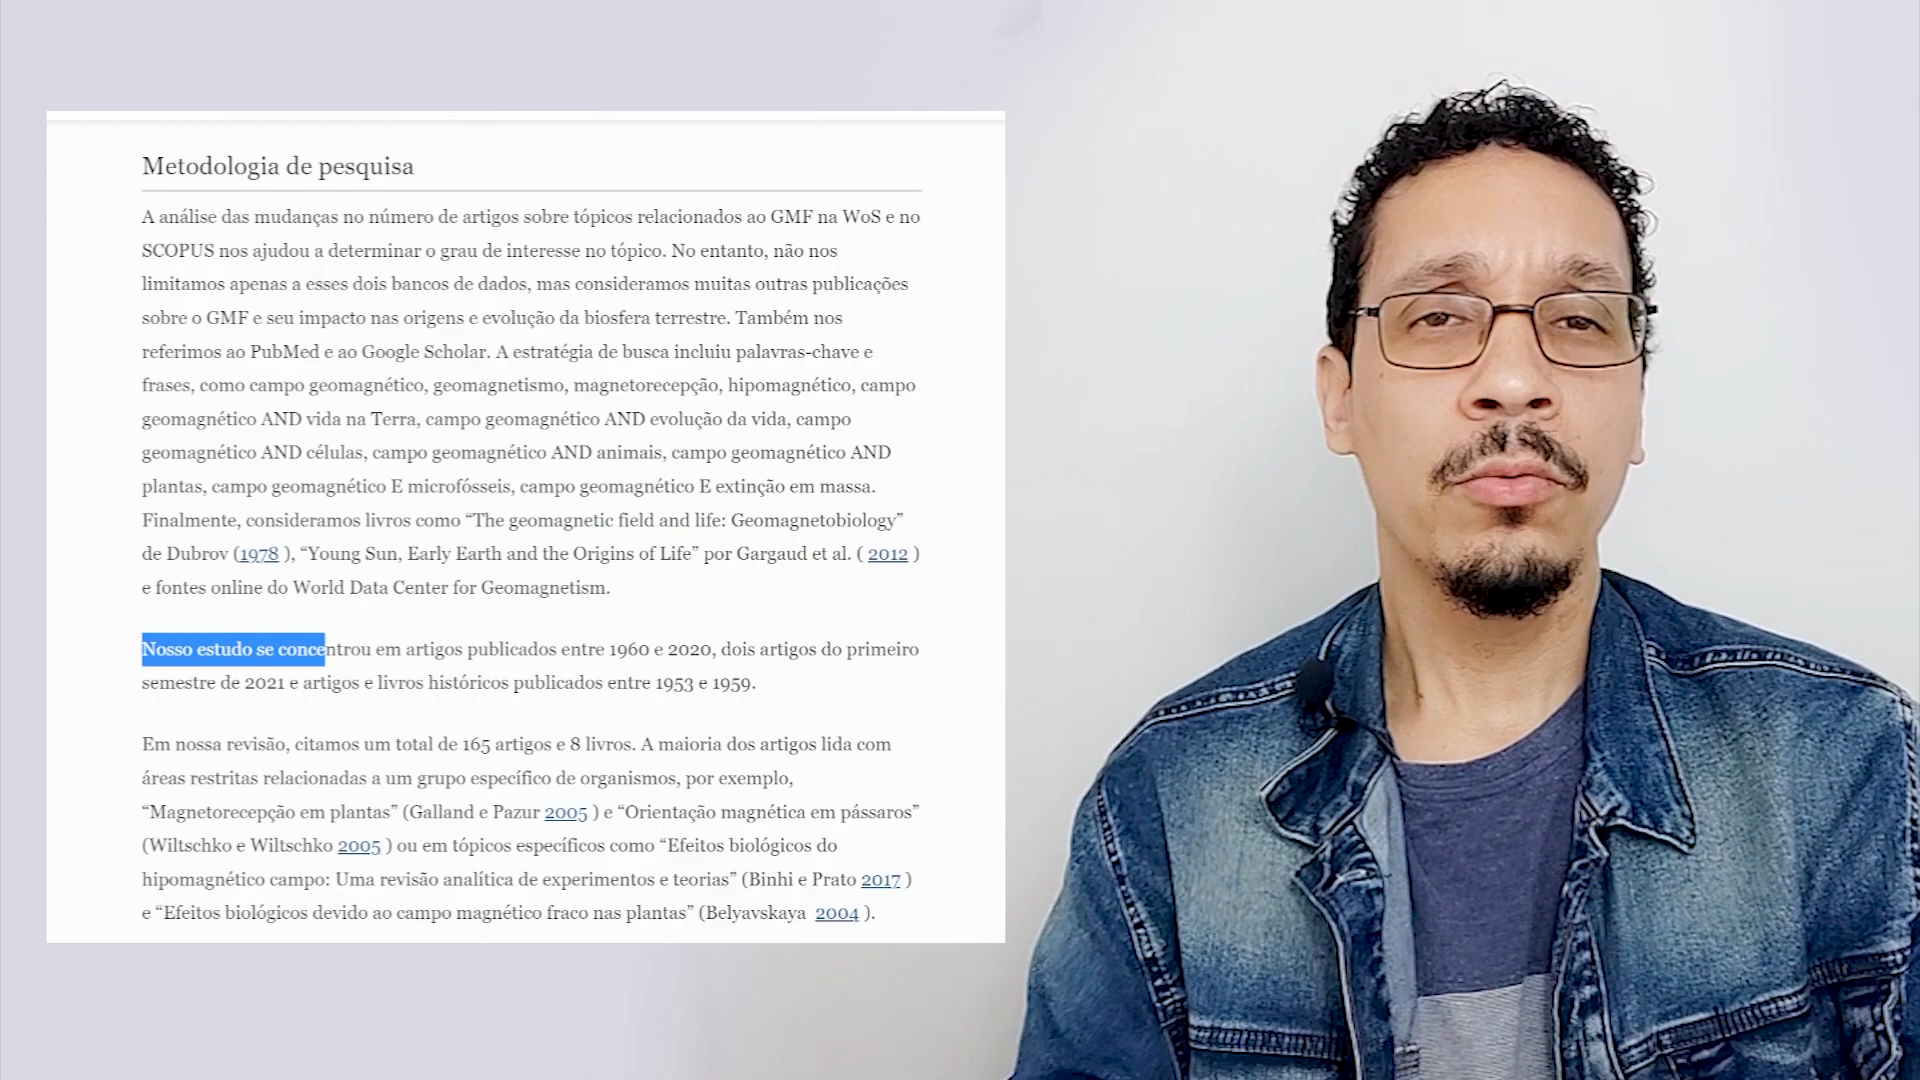 Metodologia de pesquisa
A análise das mudanças no número de artigos sobre tópicos relacionados ao GMF na WoS e no
SCOPUS nos ajudou a determinar o grau de interesse no tópico. No entanto, não nos
limitamos apenas a esses dois bancos de dados, mas consideramos muitas outras publicações
sobre o GMF e seu impacto nas origens e evolução da biosfera terrestre. Também nos
referimos ao PubMed e ao Google Scholar. A estratégia de busca incluiu palavras-chave e
frases, como campo geomagnético, geomagnetismo, magnetorecepção, hipomagnético, campo
geomagnético AND vida na Terra, campo geomagnético AND evolução da vida, campo
geomagnético AND células, campo geomagnético AND animais, campo geomagnético AND
plantas, campo geomagnético E microfósseis, campo geomagnético E extinção em massa.
Finalmente, consideramos livros como “The geomagnetic field and life: Geomagnetobiology”
de Dubrov (1978 ), “Young Sun, Early Earth and the Origins of Life” por Gargaud et al. ( 2012 )
e fontes online do World Data Center for Geomagnetism.
Nosso estudo se concentrou em artigos publicados entre 1960 e 2020, dois artigos do primeiro
semestre de 2021 e artigos e livros históricos publicados entre 1953 e 1959.
Em nossa revisão, citamos um total de 165 artigos e 8 livros. A maioria dos artigos lida com
áreas restritas relacionadas a um grupo específico de organismos, por exemplo,
“Magnetorecepção em plantas” (Galland e Pazur 2005 ) e “Orientação magnética em pássaros”
(Wiltschko e Wiltschko 2005 ) ou em tópicos específicos como “Efeitos biológicos do
hipomagnético campo: Uma revisão analítica de experimentos e teorias” (Binhi e Prato 2017 )
e “Efeitos biológicos devido ao campo magnético fraco nas plantas” (Belyavskaya 2004 ).